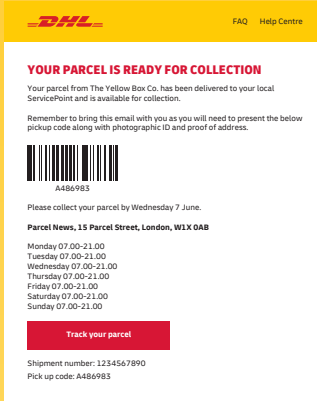 DHL
FAQ Help Centre
YOUR PARCEL IS READY FOR COLLECTION
Your parcel from The Yellow Box Co. has been delivered to your local
ServicePoint and is available for collection.
Remember to bring this email with you as you will need to present the below
pickup code along with photographic ID and proof of address.
A486983
Please collect your parcel by Wednesday 7 June.
Parcel News, 15 Parcel Street, London, W1X 0AB
Monday 07.00-21.00
Tuesday 07.00-21.00
Wednesday 07.00-21.00
Thursday 07.00-21.00
Friday 07.00-21.00
Saturday 07.00-21.00
Sunday 07.00-21.00
Track your parcel
Shipment number: 1234567890
Pick up code: A486983